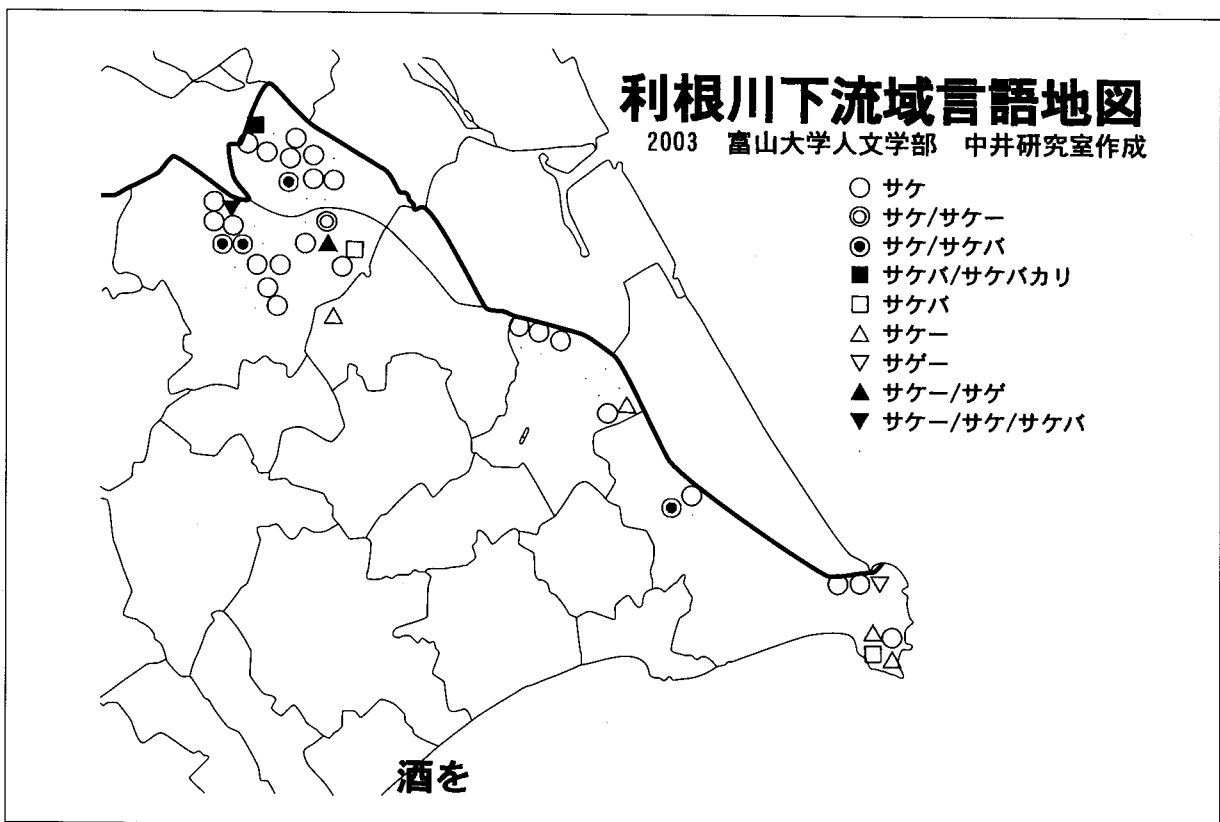 利根川下流域言語地図
2003 富山大学人文学部 中井研究室作成
サケ
サケ/サケー
サケ/サケバ
サケバ/サケバカリ
サケバ
サケー
サゲー
サケー/サゲ
サケー/サケ/サケバ
酒を